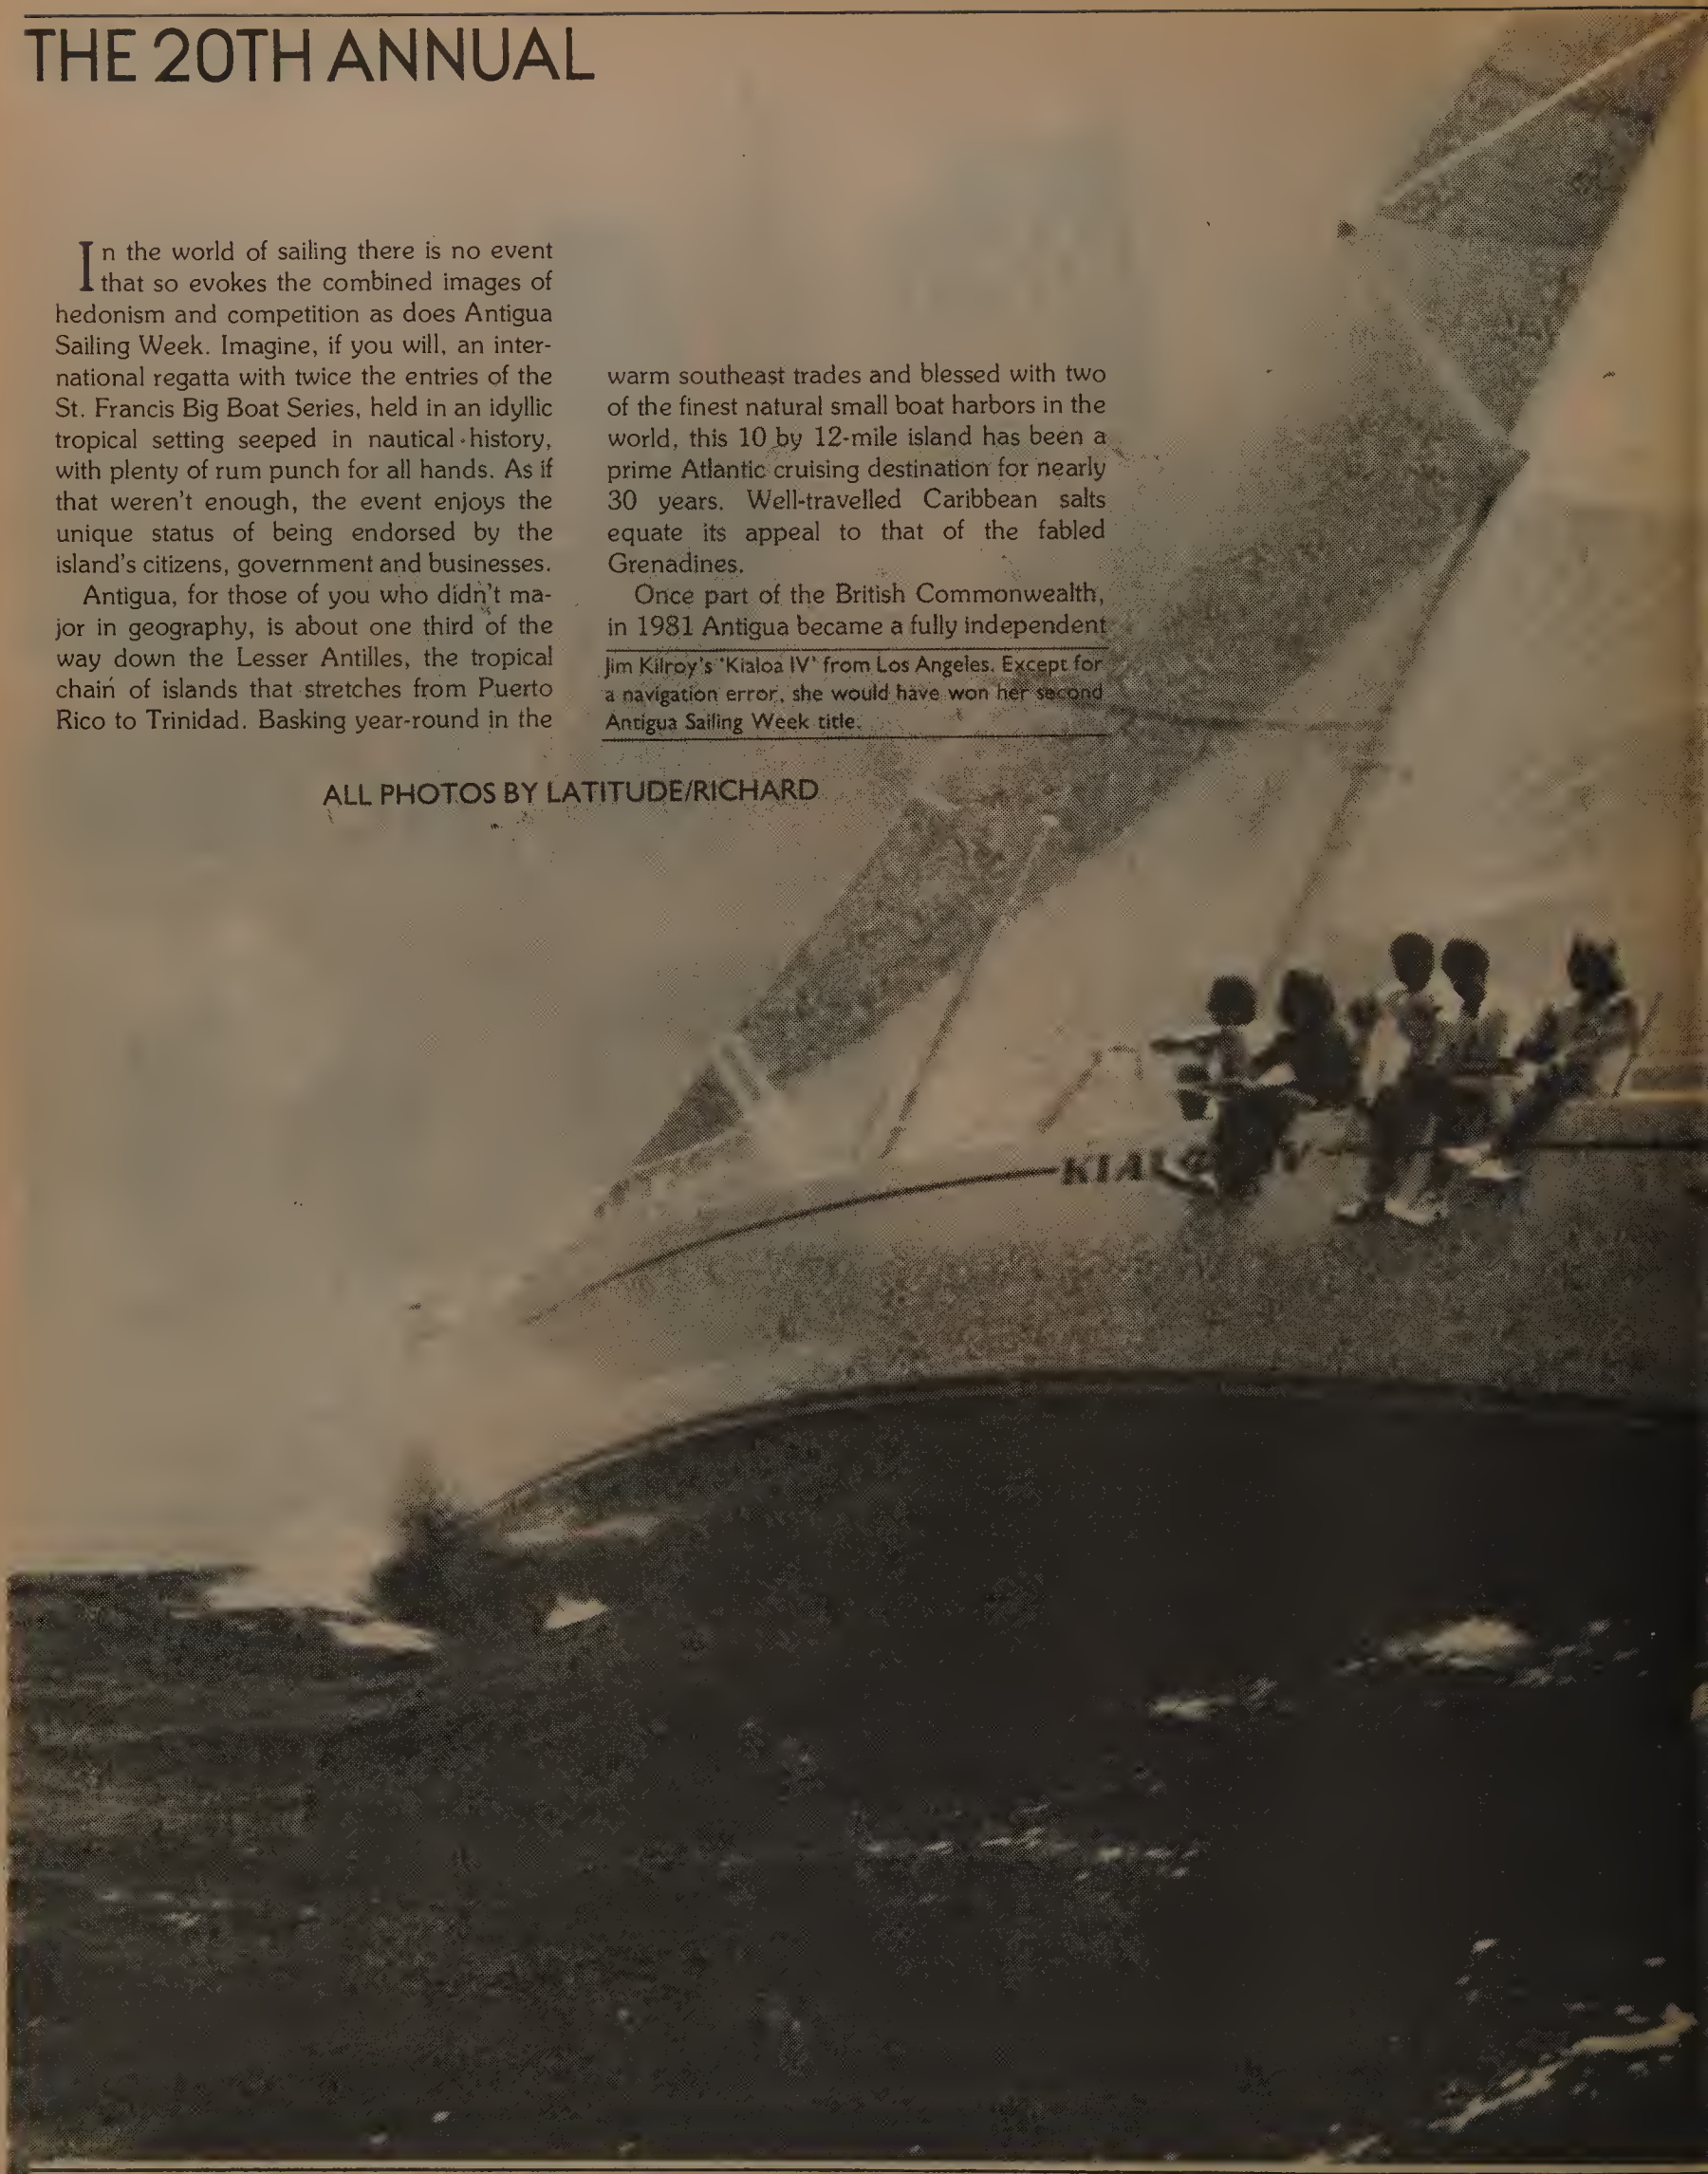 THE 20TH ANNUAL
In the world of sailing there is no event
that so evokes the combined images of
hedonism and competition as does Antigua
Sailing Week. Imagine, if you will, an inter-
national regatta with twice the entries of the
St. Francis Big Boat Series, held in an idyllic
tropical setting seeped in nautical history,
with plenty of rum punch for all hands. As if
that weren't enough, the event enjoys the
unique status of being endorsed by the
island's citizens, government and businesses.
Antigua, for those of you who didn't ma-
jor in geography, is about one third of the
way down the Lesser Antilles, the tropical
chain of islands that stretches from Puerto
Rico to Trinidad. Basking year-round in the
warm southeast trades and blessed with two
of the finest natural small boat harbors in the
world, this 10 by 12-mile island has been a
prime Atlantic cruising destination for nearly
30 years. Well-travelled Caribbean salts
equate its appeal to that of the fabled
Grenadines.
Once part of the British Commonwealth,
in 1981 Antigua became a fully independent
Jim Kilroy's 'Kialoa IV' from Los Angeles. Except for
a navigation error, she would have won her second
Antigua Sailing Week title.
ALL PHOTOS BY LATITUDE/RICHARD